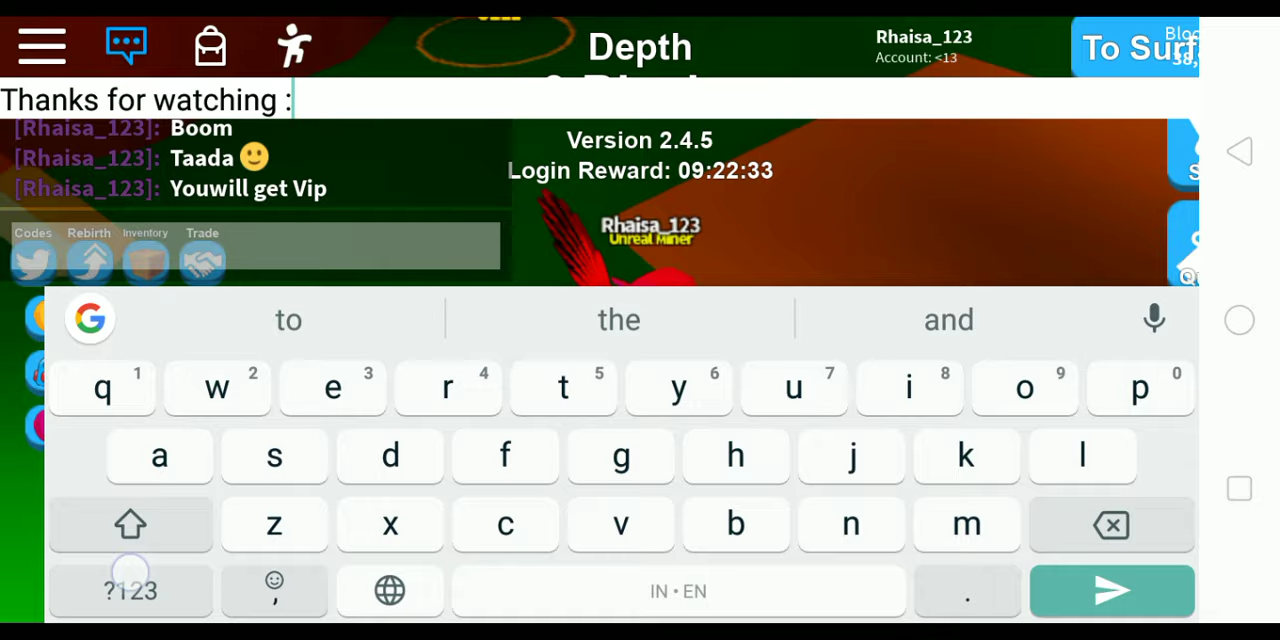 Depth
Rhaisa_123
Account: <13
To Surf
Thanks for watching :
[Rhaisa_123]: Boom
[Rhaisa_123]: Taada 🙂
[Rhaisa_123]: Youwill get Vip
Version 2.4.5
Login Reward: 09:22:33
Rhaisa_123
Unreal Miner
Codes Rebirth Inventory Trade
to the and
q 1 w 2 e 3 r 4 t 5 y 6 u 7 i 8 o 9 p 0
a s d f g h j k l
z x c v b n m
?123 , IN • EN .